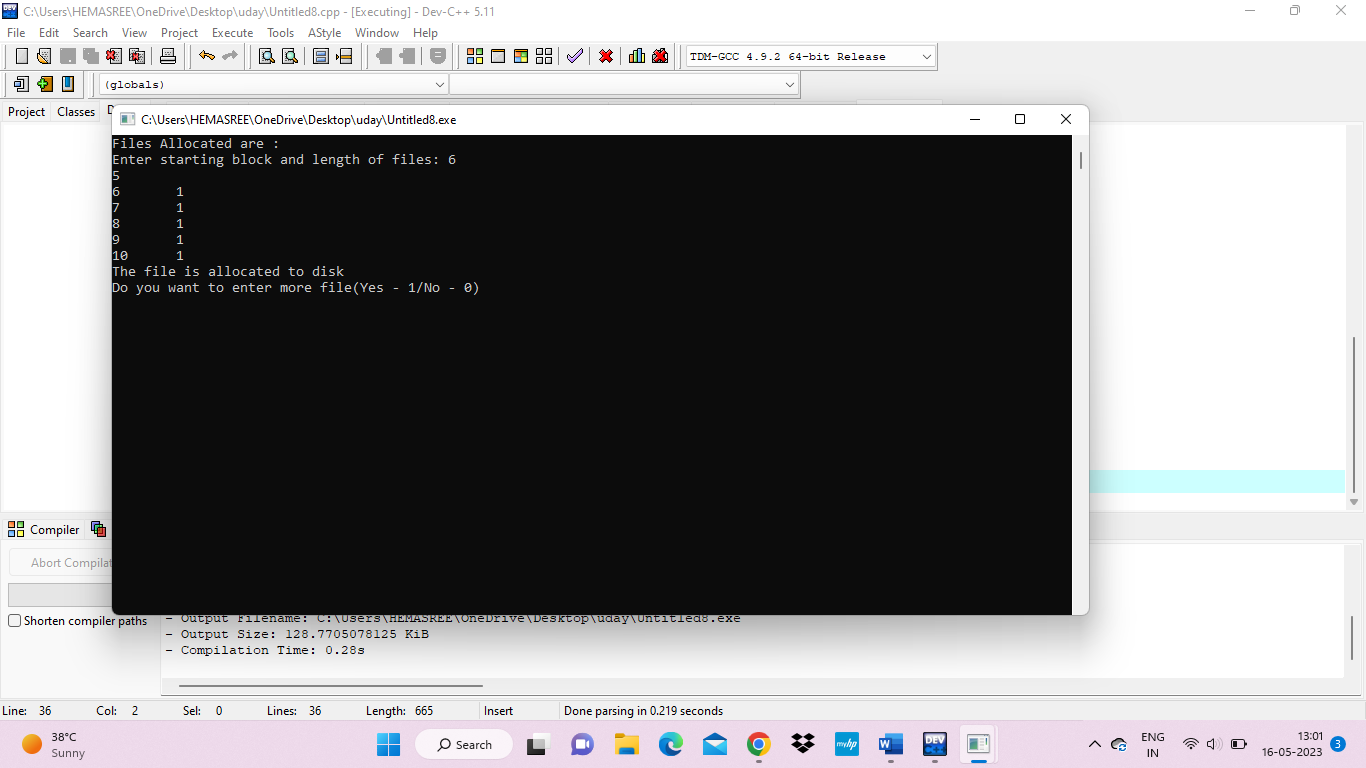 C:\Users\HEMASREE\OneDrive\Desktop\uday\Untitled8.cpp - [Executing] - Dev-C++ 5.11
File Edit Search View Project Execute Tools AStyle Window Help
TDM-GCC 4.9.2 64-bit Release
(globals)
Project Classes
C:\Users\HEMASREE\OneDrive\Desktop\uday\Untitled8.exe
Files Allocated are :
Enter starting block and length of files: 6
5
6 1
7 1
8 1
9 1
10 1
The file is allocated to disk
Do you want to enter more file(Yes - 1/No - 0)
Compiler
Abort Compilat
Shorten compiler paths
- Output Filename: C:\Users\HEMASREE\OneDrive\Desktop\uday\Untitled8.exe
- Output Size: 128.7705078125 KiB
- Compilation Time: 0.28s
Line: 36 Col: 2 Sel: 0 Lines: 36 Length: 665 Insert Done parsing in 0.219 seconds
38°C
Sunny
Search
DEV
myhp
W
ENG
IN
13:01
16-05-2023
3